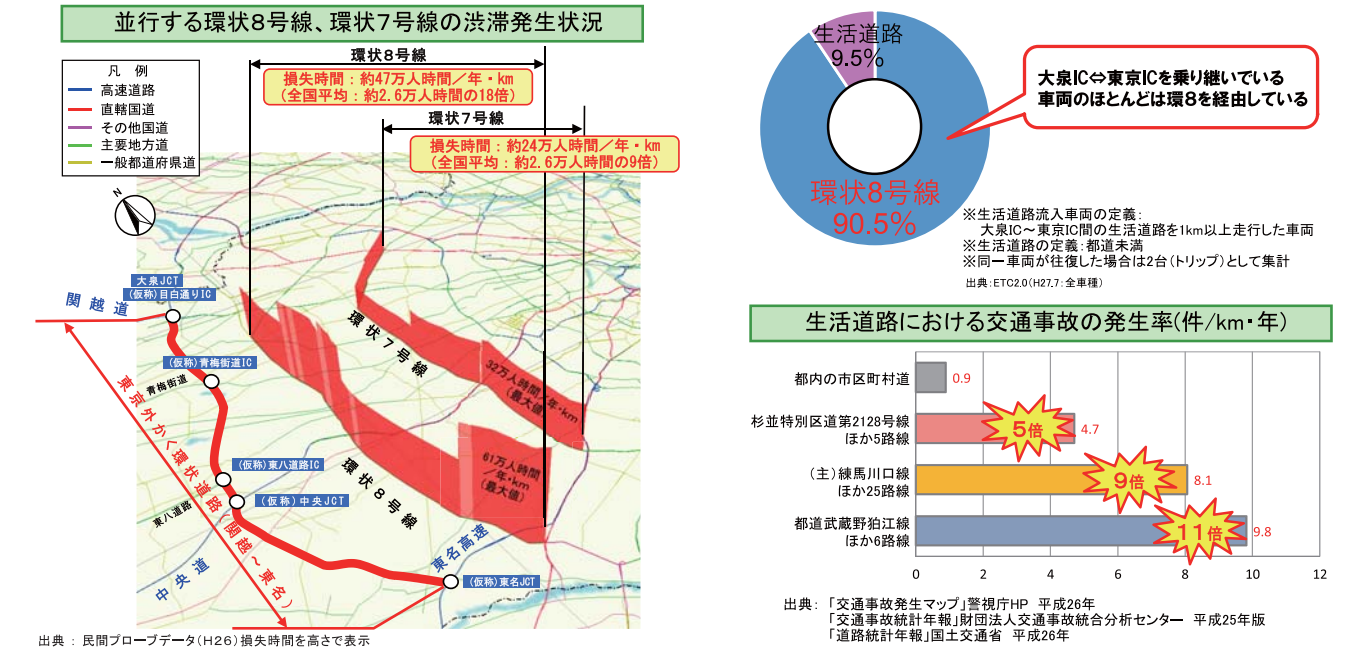 並行する環状8号線、環状7号線の渋滞発生状況
環状8号線
損失時間:約47万人時間/年・km
(全国平均:約2.6万人時間の18倍)
環状7号線
損失時間:約24万人時間/年・km
(全国平均:約2.6万人時間の9倍)
凡 例
高速道路
直轄国道
その他国道
主要地方道
一般都道府県道
N
大泉JCT
(仮称)目白通りIC
関越道
(仮称)青梅街道IC
青梅街道
環状7号線
32万人時間/年・km
(最大値)
61万人時間
/年・km
(最大値)
環状8号線
東京外かく環状道路(関越~東名)
(仮称)東八道路IC
(仮称)中央JCT
東八道路
中央道
東名高速
(仮称)東名JCT
出典:民間プローブデータ(H26)損失時間を高さで表示
生活道路
9.5%
環状8号線
90.5%
大泉IC⇔東京ICを乗り継いでいる
車両のほとんどは環8を経由している
※生活道路流入車両の定義:
大泉IC~東京IC間の生活道路を1km以上走行した車両
※生活道路の定義:都道未満
※同一車両が往復した場合は2台(トリップ)として集計
出典:ETC2.0(H27,7:全車種)
生活道路における交通事故の発生率(件/km・年)
都内の市区町村道
0.9
杉並特別区道第2128号線
ほか5路線
5倍
4.7
(主)練馬川口線
ほか25路線
9倍
8.1
都道武蔵野狛江線
ほか6路線
11倍
9.8
0 2 4 6 8 10 12
出典:「交通事故発生マップ」警視庁HP 平成26年
「交通事故統計年報」財団法人交通事故統合分析センター 平成25年版
「道路統計年報」国土交通省 平成26年